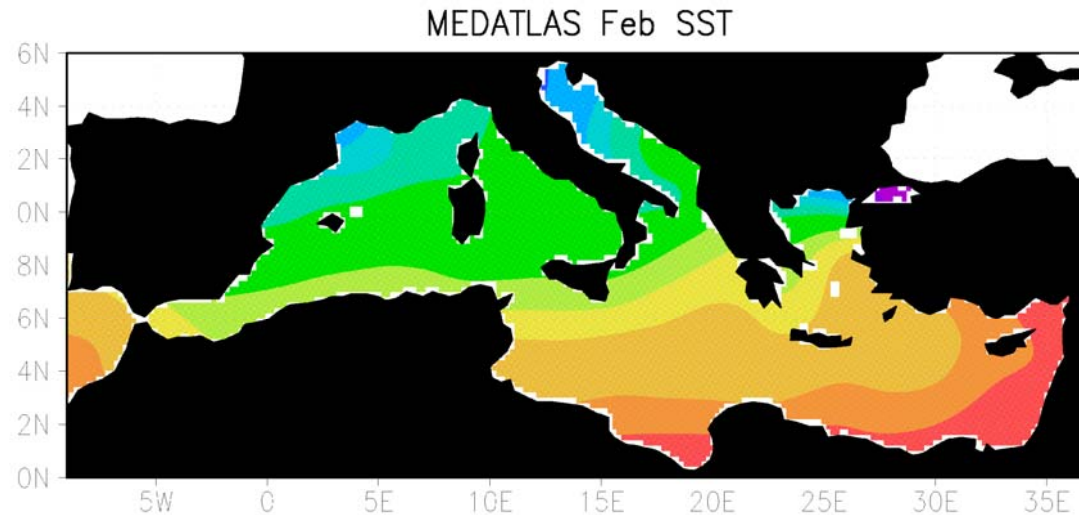 MEDATLAS Feb SST
6N
4N
2N
0N
8N
6N
4N
2N
0N
5W 0 5E 10E 15E 20E 25E 30E 35E